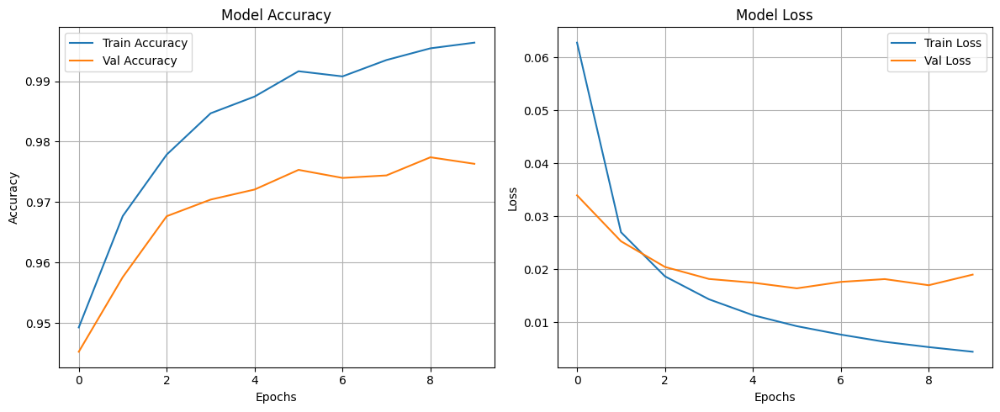 Model Accuracy
Train Accuracy
Val Accuracy
0.99
0.98
0.97
0.96
0.95
Accuracy
0 2 4 6 8
Epochs
Model Loss
Train Loss
Val Loss
0.06
0.05
0.04
0.03
0.02
0.01
Loss
0 2 4 6 8
Epochs